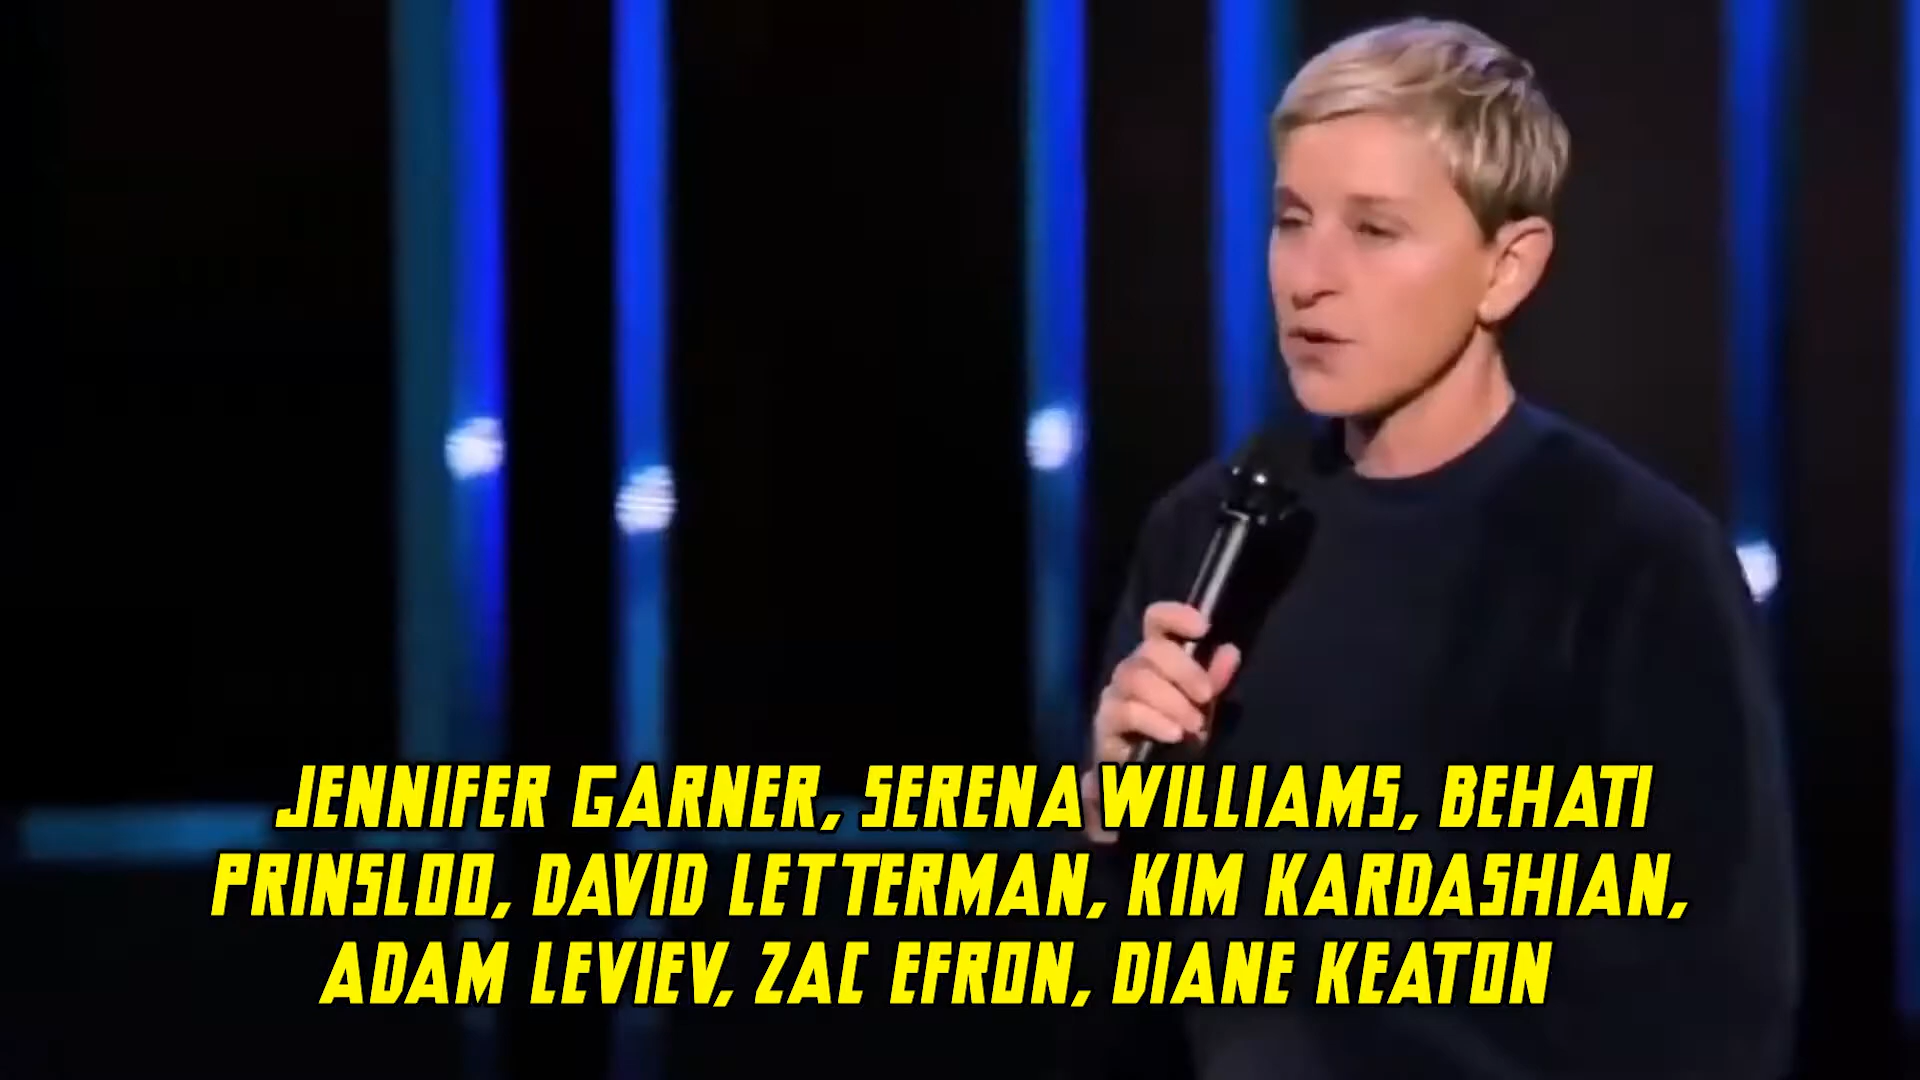 JENNIFER GARNER, SERENA WILLIAMS, BEHATI
PRINSLOO, DAVID LETTERMAN, KIM KARDASHIAN,
ADAM LEVIEV, ZAC EFRON, DIANE KEATON